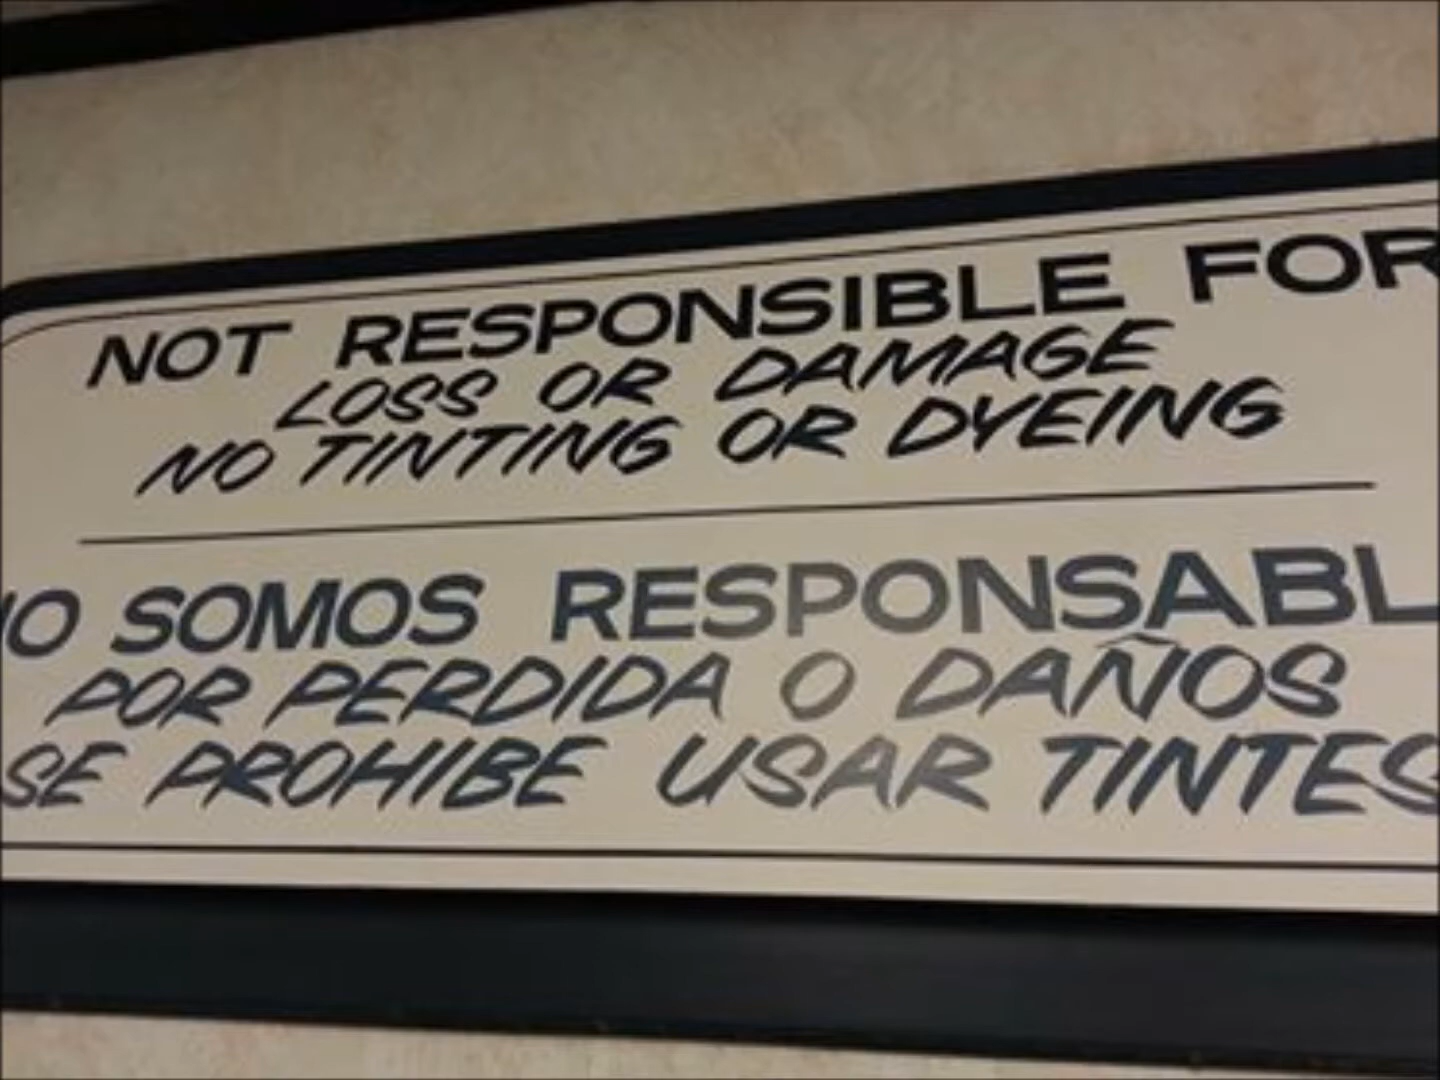 NOT RESPONSIBLE FOR
LOSS OR DAMAGE
NO TINTING OR DYEING
NO SOMOS RESPONSABL
POR PERDIDA O DAÑOS
SE PROHIBE USAR TINTES